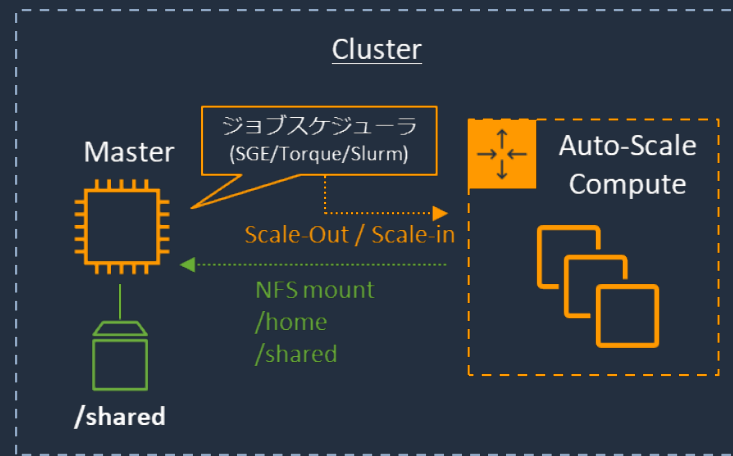 Cluster
ジョブスケジューラ
(SGE/Torque/Slurm)
Master
Auto-Scale
Compute
Scale-Out / Scale-in
NFS mount
/home
/shared
/shared